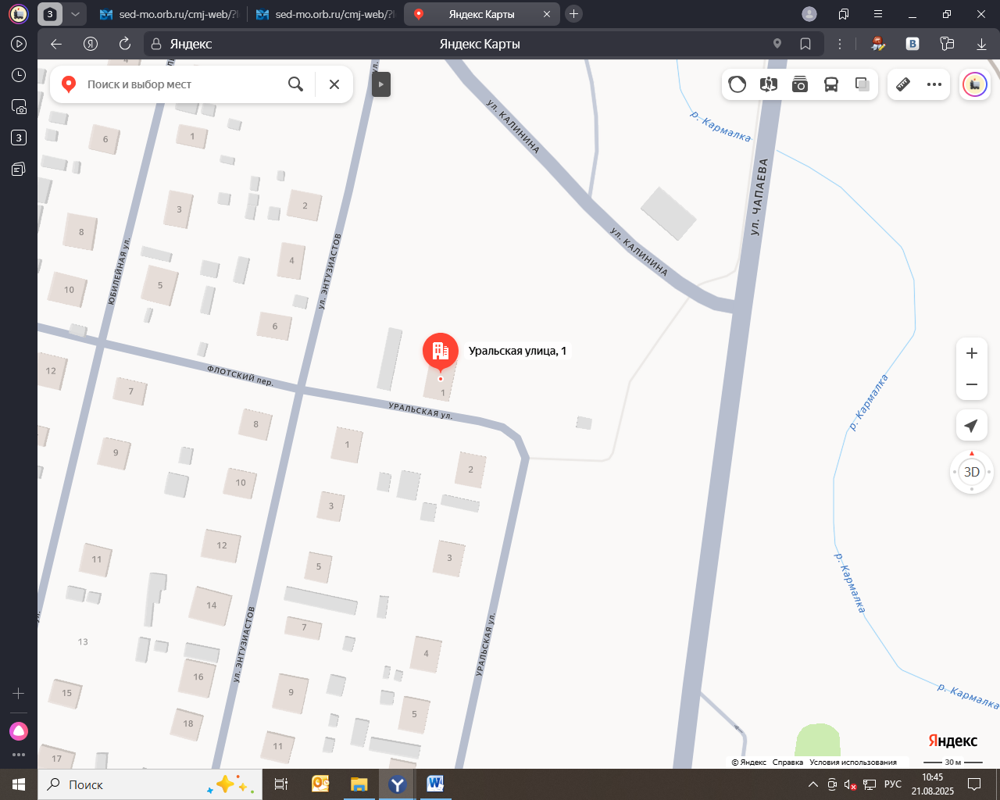 3
sed-mo.orb.ru/cmj-web/?
sed-mo.orb.ru/cmj-web/?
Яндекс Карты
Яндекс
Яндекс Карты
Поиск и выбор мест
3
ул. КАЛИНИНА
р. Кармалка
6
1
ул. ЧАПАЕВА
3
2
8
ЮБИЛЕЙНАЯ ул.
ул. ЭНТУЗИАСТОВ
4
ул. КАЛИНИНА
5
10
6
Уральская улица, 1
12
ФЛОТСКИЙ пер.
7
1
УРАЛЬСКАЯ ул.
р. Кармалка
8
1
9
2
3D
10
3
12
11
5
3
р. Кармалка
14
7
13
ул. ЭНТУЗИАСТОВ
УРАЛЬСКАЯ ул.
4
16
15
9
р. Кармалка
18
5
11
17
Яндекс
© Яндекс Справка Условия использования
30 м
Поиск
РУС
10:45
21.08.2025